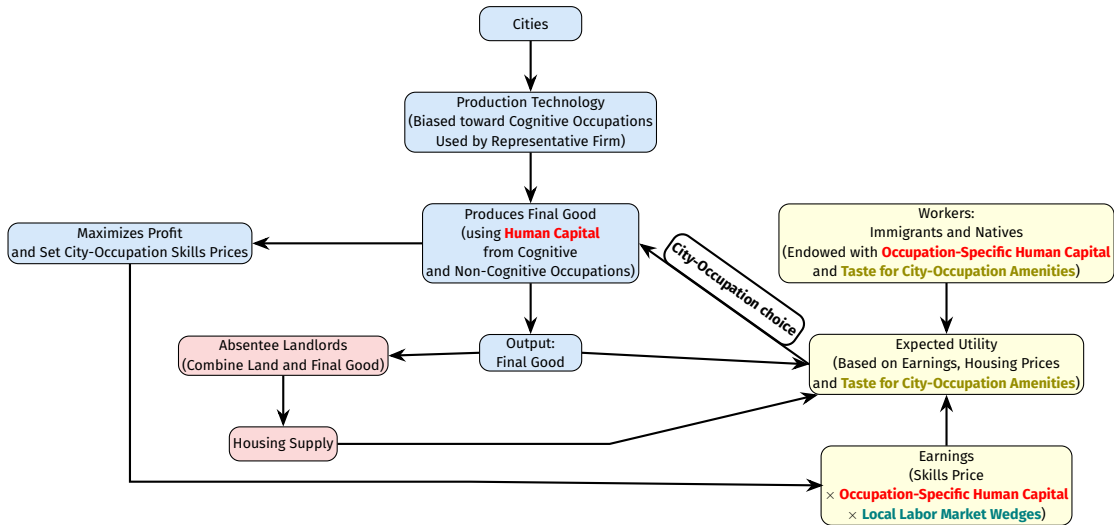 Cities
Production Technology
(Biased toward Cognitive Occupations
Used by Representative Firm)
Produces Final Good
(using Human Capital
from Cognitive
and Non-Cognitive Occupations)
Maximizes Profit
and Set City-Occupation Skills Prices
Workers:
Immigrants and Natives
(Endowed with Occupation-Specific Human Capital
and Taste for City-Occupation Amenities)
City-Occupation choice
Absentee Landlords
(Combine Land and Final Good)
Output:
Final Good
Expected Utility
(Based on Earnings, Housing Prices
and Taste for City-Occupation Amenities)
Housing Supply
Earnings
(Skills Price
× Occupation-Specific Human Capital
× Local Labor Market Wedges)